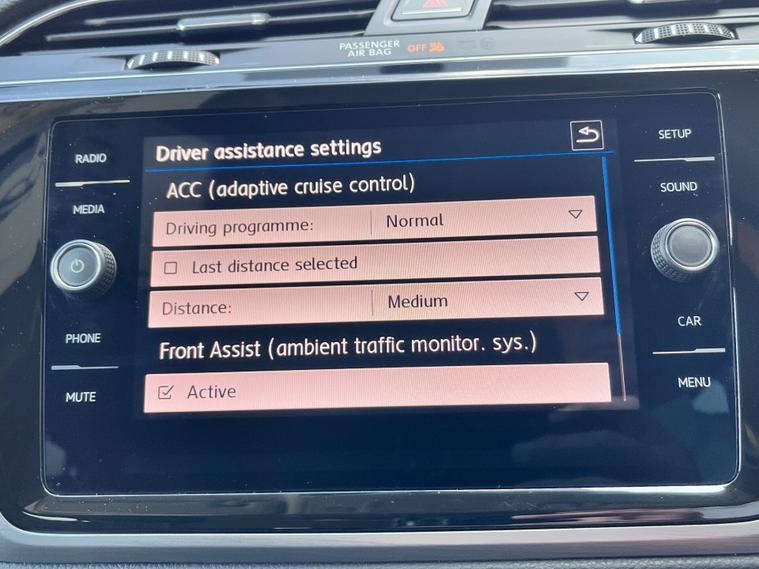 PASSENGER
AIR BAG OFF
RADIO
MEDIA
PHONE
MUTE
Driver assistance settings
ACC (adaptive cruise control)
Driving programme: Normal
Last distance selected
Distance: Medium
Front Assist (ambient traffic monitor. sys.)
Active
SETUP
SOUND
CAR
MENU